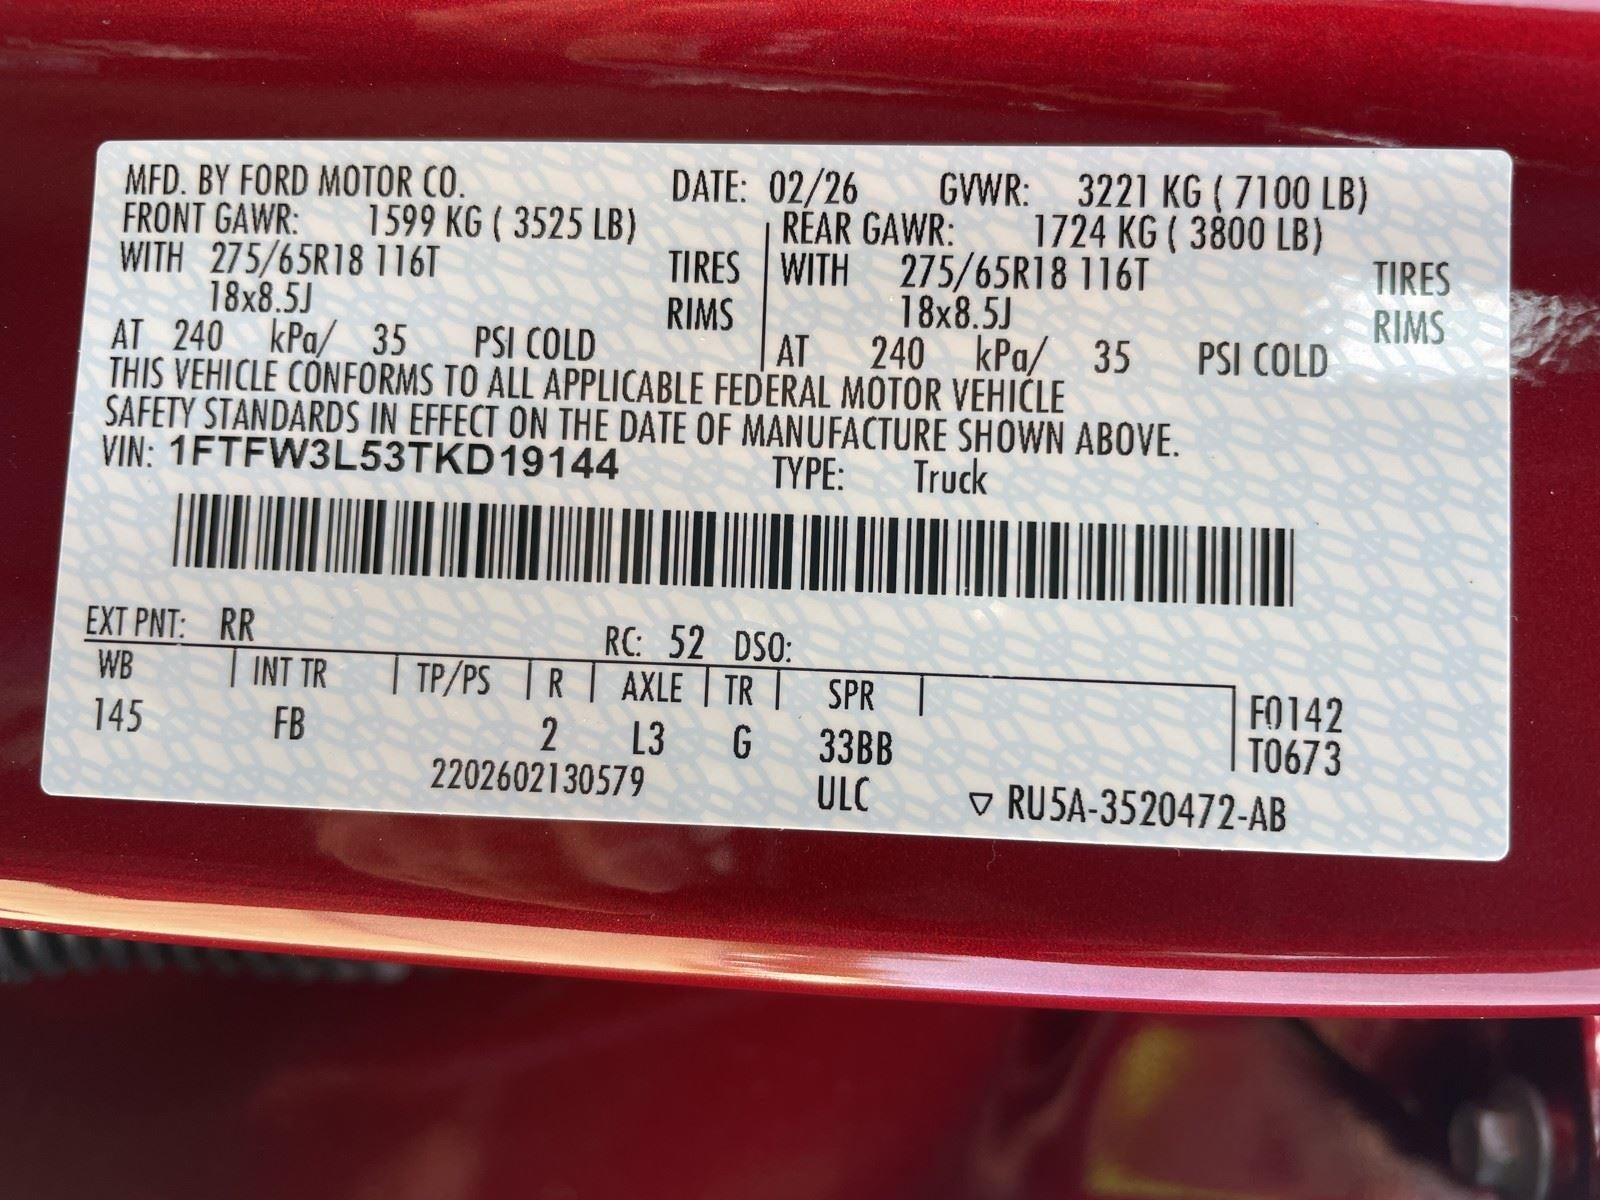 MFD. BY FORD MOTOR CO. DATE: 02/26 GVWR: 3221 KG ( 7100 LB)
FRONT GAWR: 1599 KG ( 3525 LB) REAR GAWR: 1724 KG ( 3800 LB)
WITH 275/65R18 116T TIRES WITH 275/65R18 116T TIRES
18x8.5J RIMS 18x8.5J RIMS
AT 240 kPa/ 35 PSI COLD AT 240 kPa/ 35 PSI COLD
THIS VEHICLE CONFORMS TO ALL APPLICABLE FEDERAL MOTOR VEHICLE
SAFETY STANDARDS IN EFFECT ON THE DATE OF MANUFACTURE SHOWN ABOVE.
VIN: 1FTFW3L53TKD19144 TYPE: Truck
EXT PNT: RR RC: 52 DSO:
WB INT TR TP/PS R AXLE TR SPR F0142
145 FB 2 L3 G 33BB T0673
2202602130579 ULC ▽ RU5A-3520472-AB